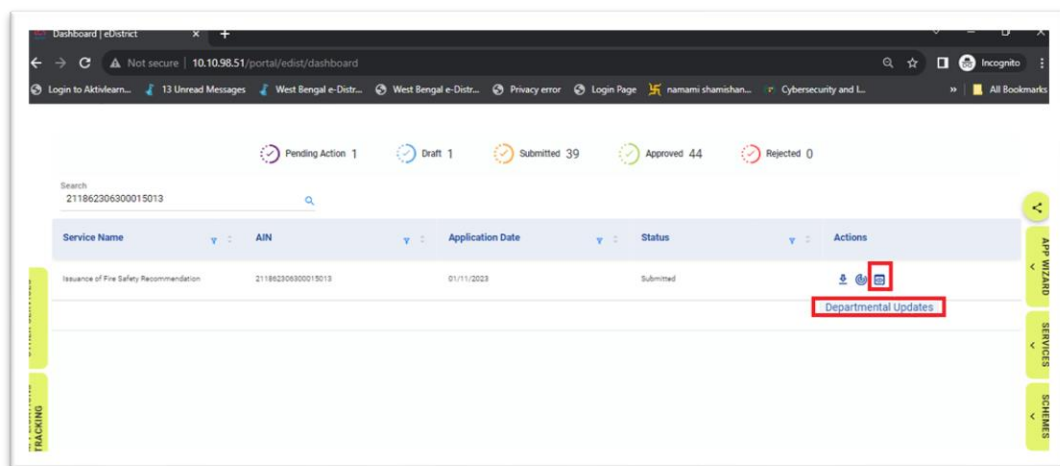 Dashboard | eDistrict
Not secure | 10.10.98.51/portal/edist/dashboard
Incognito
Login to Aktivlearn... 13 Unread Messages West Bengal e-Distr... West Bengal e-Distr... Privacy error Login Page namami shamishan... Cybersecurity and I... » All Bookmarks
Pending Action 1 Draft 1 Submitted 39 Approved 44 Rejected 0
Search
211862306300015013
Service Name AIN Application Date Status Actions
Issuance of Fire Safety Recommendation 211862306300015013 01/11/2023 Submitted
Departmental Updates
APP WIZARD
SERVICES
SCHEMES
TRACKING